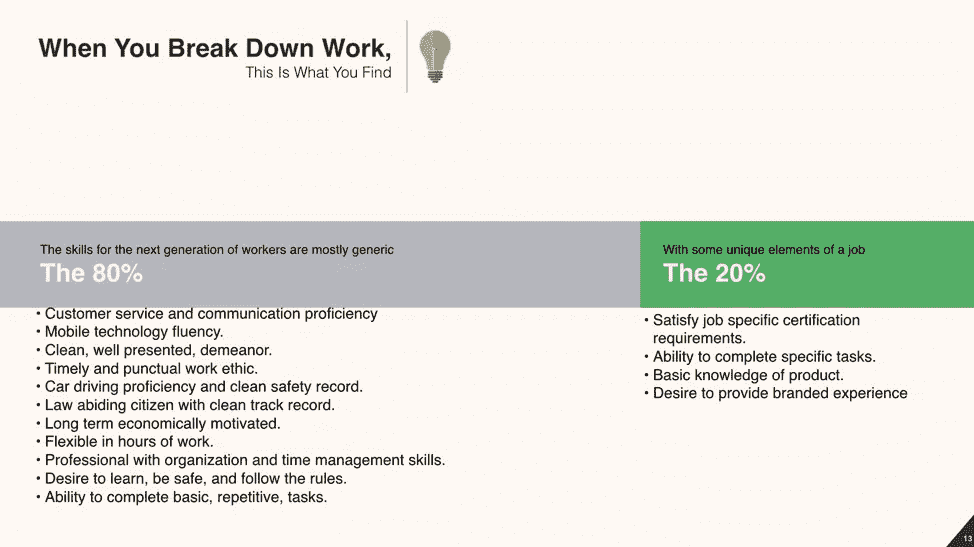 When You Break Down Work,
This Is What You Find
The skills for the next generation of workers are mostly generic
The 80%
• Customer service and communication proficiency
• Mobile technology fluency.
• Clean, well presented, demeanor.
• Timely and punctual work ethic.
• Car driving proficiency and clean safety record.
• Law abiding citizen with clean track record.
• Long term economically motivated.
• Flexible in hours of work.
• Professional with organization and time management skills.
• Desire to learn, be safe, and follow the rules.
• Ability to complete basic, repetitive, tasks.
With some unique elements of a job
The 20%
• Satisfy job specific certification
requirements.
• Ability to complete specific tasks.
• Basic knowledge of product.
• Desire to provide branded experience
13